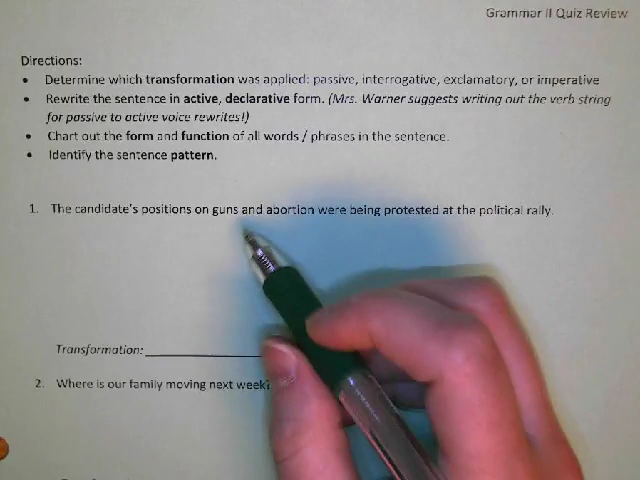 Grammar II Quiz Review
Directions:
• Determine which transformation was applied: passive, interrogative, exclamatory, or imperative
• Rewrite the sentence in active, declarative form. (Mrs. Warner suggests writing out the verb string
for passive to active voice rewrites!)
• Chart out the form and function of all words / phrases in the sentence.
• Identify the sentence pattern.
1. The candidate's positions on guns and abortion were being protested at the political rally.
Transformation:
2. Where is our family moving next week?